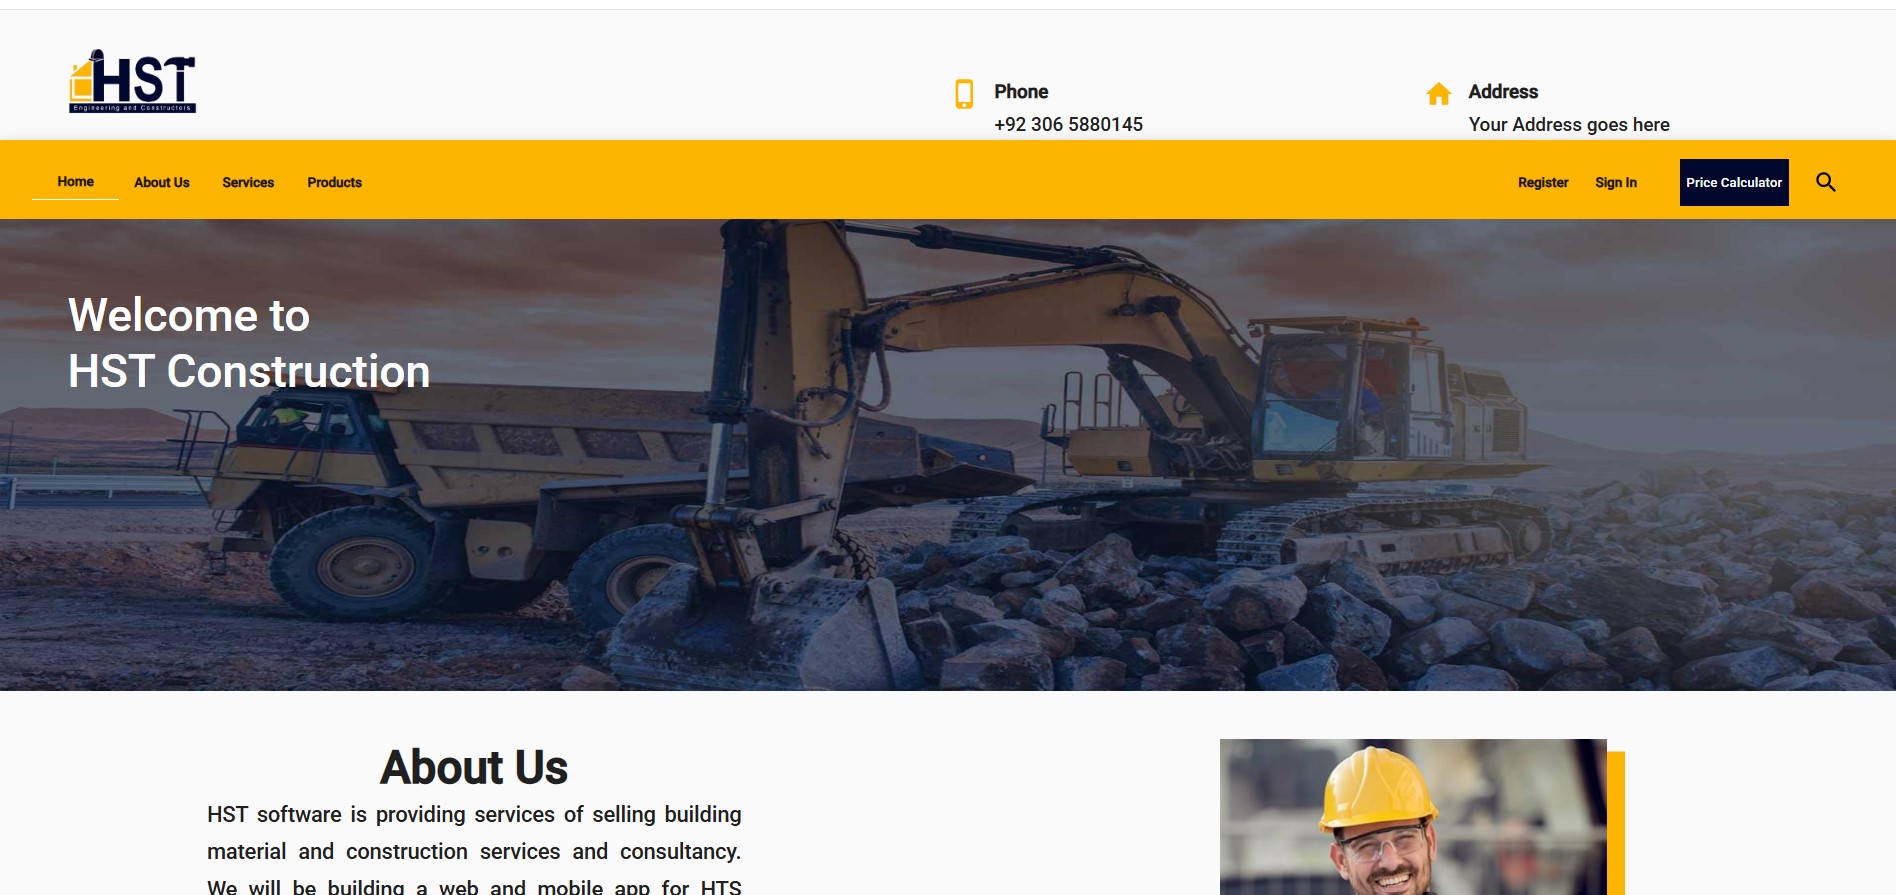 HST
Engineering and Constructors
Phone
+92 306 5880145
Address
Your Address goes here
Home
About Us
Services
Products
Register
Sign In
Price Calculator
Welcome to
HST Construction
About Us
HST software is providing services of selling building
material and construction services and consultancy.
We will be building a web and mobile app for HTS